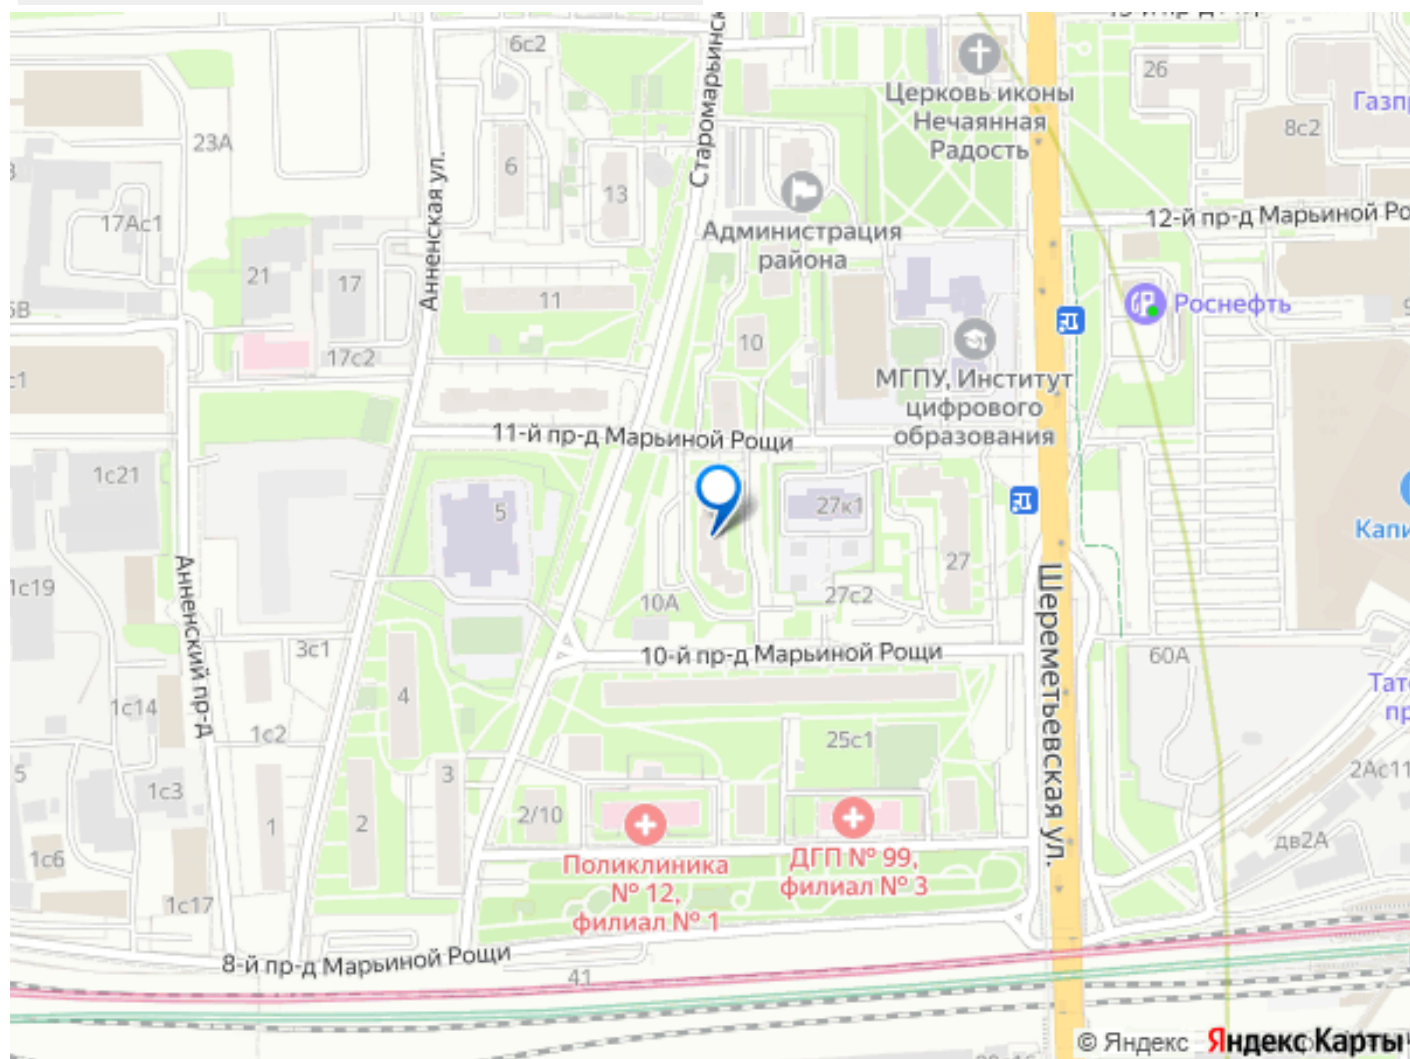 6с2
26
Церковь иконы
Нечаянная
Радость
8с2
23А
6
13
17Ас1
Анненская ул.
12-й пр-д Марьиной
Администрация
района
21
17
11
Роснефть
10
17с2
МГПУ, Институт
цифрового
образования
11-й пр-д Марьиной Рощи
1с21
5
27к1
27
1с19
10А
27с2
Анненский пр-д
Шереметьевская ул.
3с1
10-й пр-д Марьиной Рощи
60А
4
1с14
1с2
25с1
3
5
1с3
2Ас11
2/10
1
2
дв2А
1с6
Поликлиника
№ 12,
филиал № 1
ДГП № 99,
филиал № 3
1с17
8-й пр-д Марьиной Рощи
41
© Яндекс Яндекс Карты